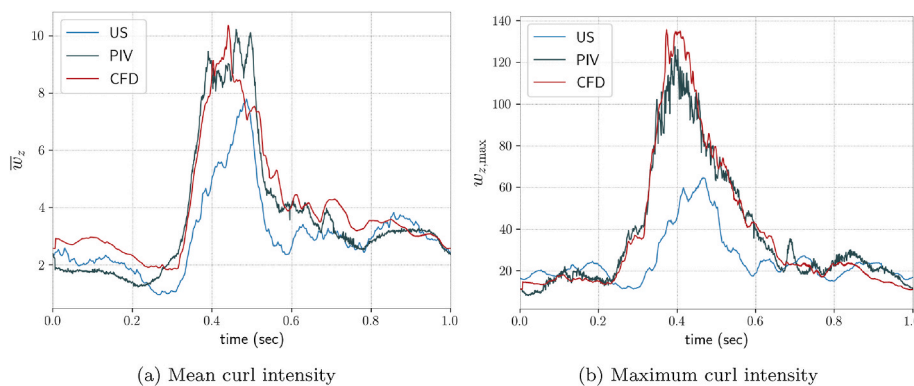 US
PIV
CFD
10
8
6
4
2
w̅z
0.0 0.2 0.4 0.6 0.8 1.0
time (sec)
(a) Mean curl intensity
US
PIV
CFD
140
120
100
80
60
40
20
wz,max
0.0 0.2 0.4 0.6 0.8 1.0
time (sec)
(b) Maximum curl intensity